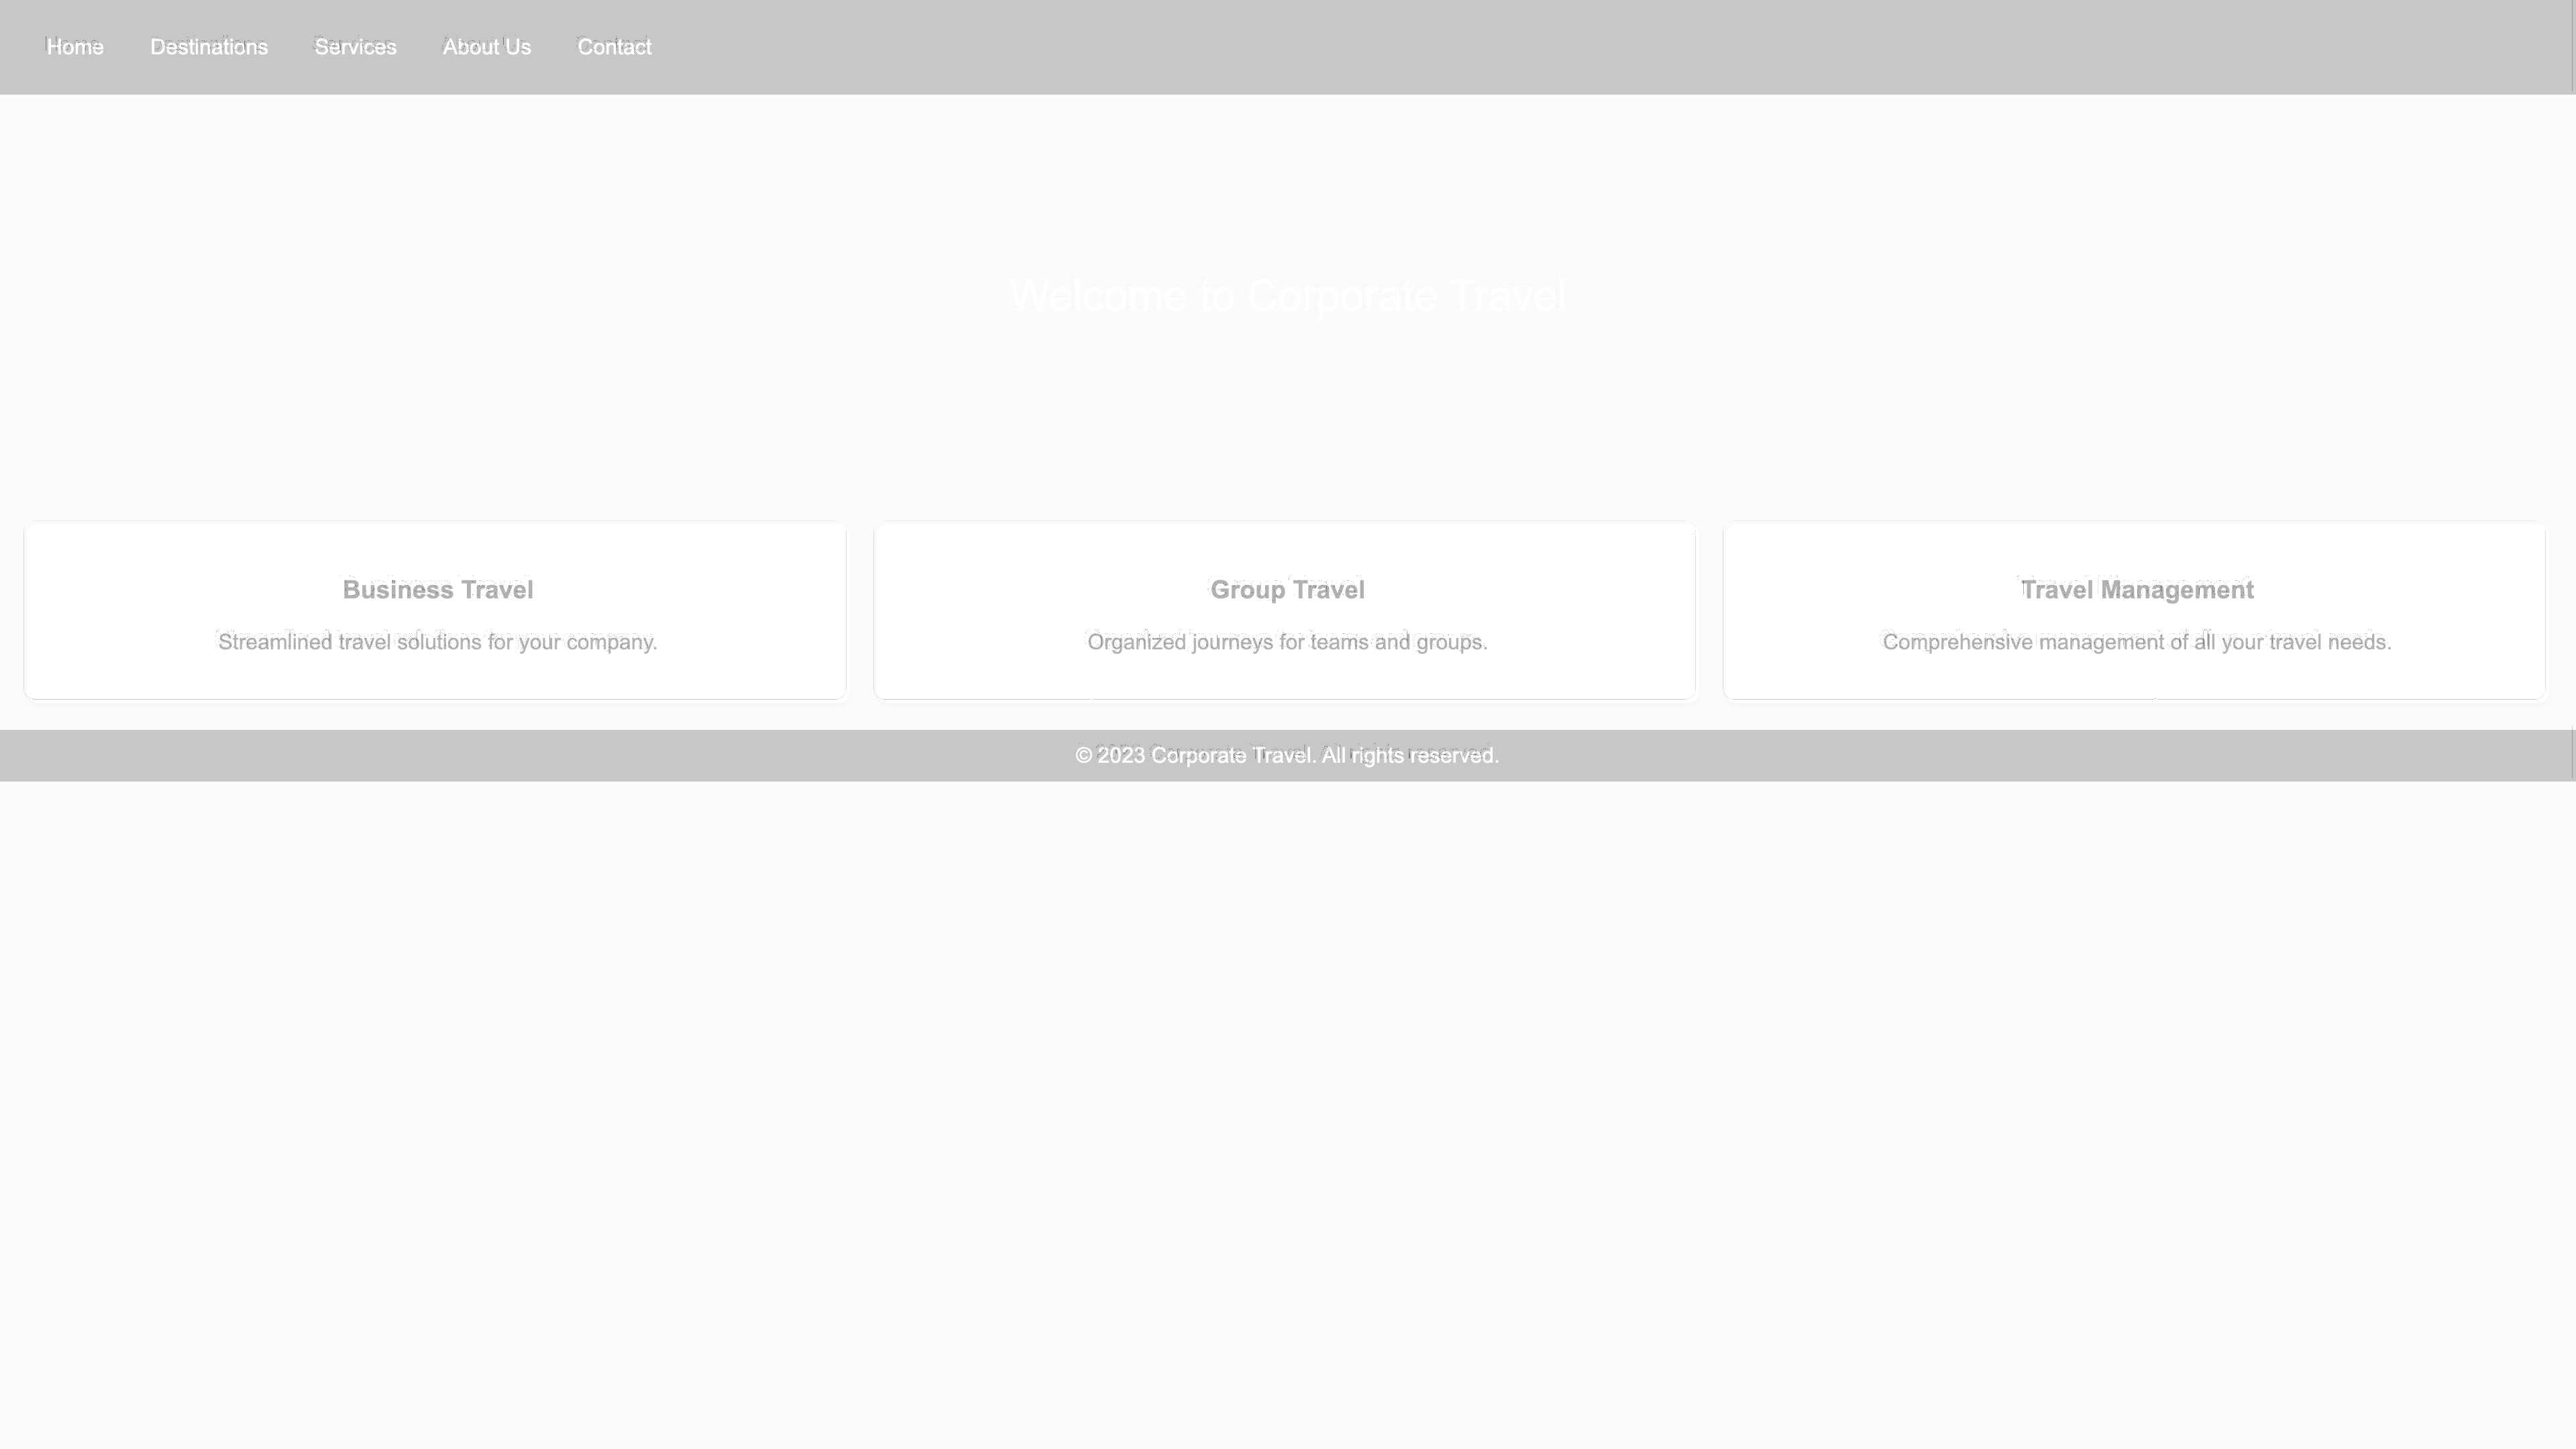 Home Destinations Services About Us Contact
Welcome to Corporate Travel
Business Travel
Streamlined travel solutions for your company.
Group Travel
Organized journeys for teams and groups.
Travel Management
Comprehensive management of all your travel needs.
© 2023 Corporate Travel. All rights reserved.